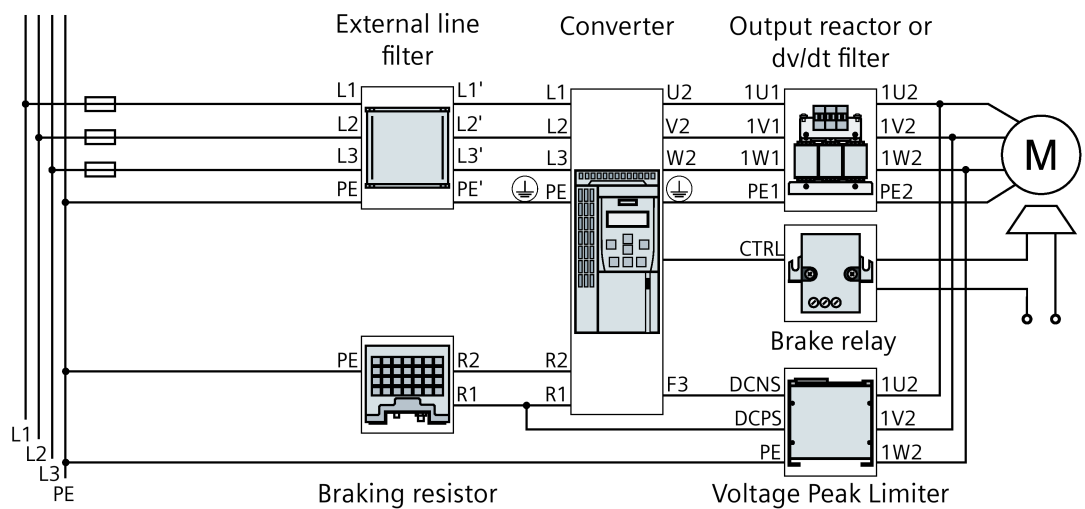 External line
filter
Converter
Output reactor or
dv/dt filter
L1 L1' L1 U2 1U1 1U2
L2 L2' L2 V2 1V1 1V2
L3 L3' L3 W2 1W1 1W2
PE PE' PE PE1 PE2
M
CTRL
Brake relay
PE R2 R2
R1 R1 F3 DCNS 1U2
DCPS 1V2
PE 1W2
L1
L2
L3
PE
Braking resistor
Voltage Peak Limiter